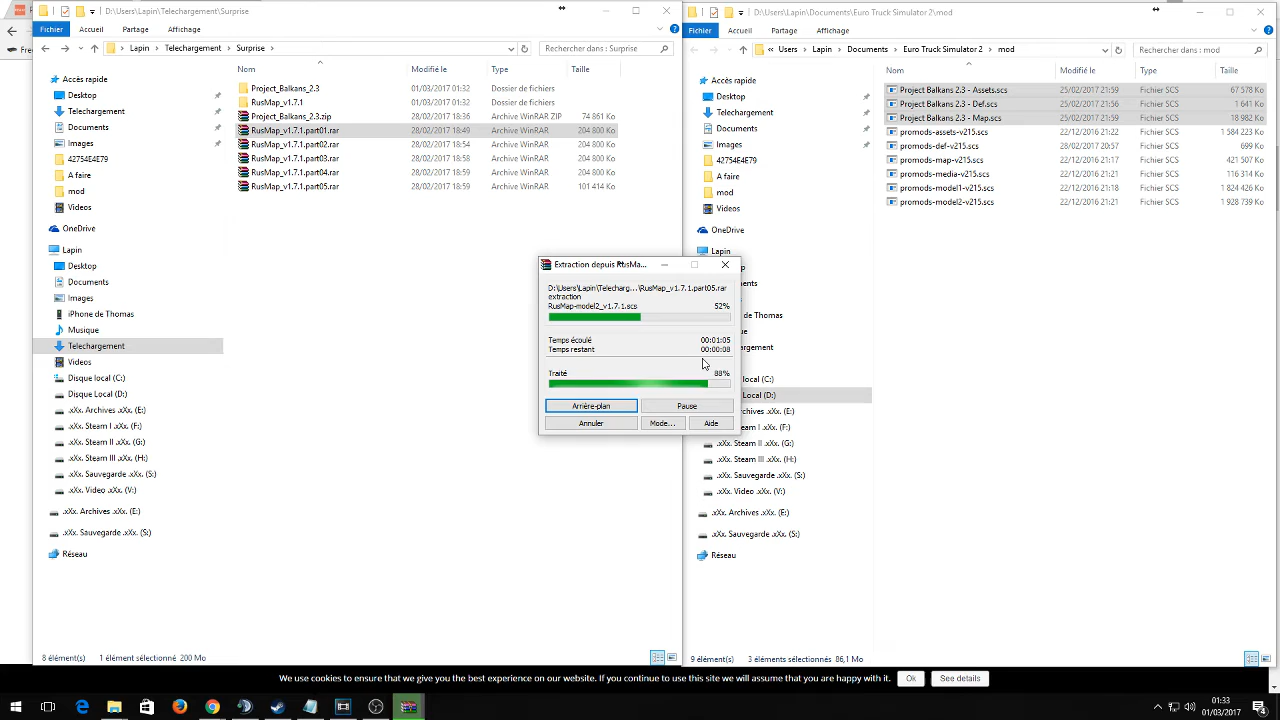 D:\Users\Lapin\Telechargement\Surprise
Fichier
Accueil
Partage
Affichage
Lapin
Telechargement
Surprise
Rechercher dans : Surprise
Nom
Modifié le
Type
Taille
Accès rapide
Desktop
Telechargement
Documents
Images
42754E4E79
A faire
mod
Videos
OneDrive
Lapin
Desktop
Documents
Images
iPhone de Thomas
Musique
Telechargement
Videos
Disque local (C:)
Disque Local (D:)
.xXx. Archives (E:)
.xXx. Steam I (F:)
.xXx. Steam II (G:)
.xXx. Steam III (H:)
.xXx. Sauvegarde .xXx. (S:)
.xXx. Video .xXx. (V:)
.xXx. Archives .xXx. (E:)
.xXx. Sauvegarde .xXx. (S:)
Réseau
Project_Balkans_2.3 01/03/2017 01:32 Dossier de fichiers
RusMap_v1.7.1 01/03/2017 01:32 Dossier de fichiers
Project_Balkans_2.3.zip 28/02/2017 18:36 Archive WinRAR ZIP 74 861 Ko
RusMap_v1.7.1.part01.rar 28/02/2017 18:49 Archive WinRAR 204 800 Ko
RusMap_v1.7.1.part02.rar 28/02/2017 18:54 Archive WinRAR 204 800 Ko
RusMap_v1.7.1.part03.rar 28/02/2017 18:58 Archive WinRAR 204 800 Ko
RusMap_v1.7.1.part04.rar 28/02/2017 18:59 Archive WinRAR 204 800 Ko
RusMap_v1.7.1.part05.rar 28/02/2017 18:59 Archive WinRAR 101 414 Ko
8 élément(s) 1 élément sélectionné 200 Mo
Extraction depuis RusMa...
D:\Users\Lapin\Telecharg...\RusMap_v1.7.1.part05.rar
extraction
RusMap-model2_v1.7.1.scs 52%
Temps écoulé 00:01:05
Temps restant 00:00:08
Traité 88%
Arrière-plan
Pause
Annuler
Mode...
Aide
D:\Users\Lapin\Documents\Euro Truck Simulator 2\mod
Fichier
Accueil
Partage
Affichage
« Users
Lapin
Documents
Euro Truck Simulator 2
mod
Rechercher dans : mod
Nom
Modifié le
Type
Taille
Accès rapide
Desktop
Telechargement
Documents
Images
42754E4E79
A faire
mod
Videos
OneDrive
Lapin
Local (D:)
Archives (E:)
.xXx. Steam I (F:)
.xXx. Steam II (G:)
.xXx. Steam III (H:)
.xXx. Sauvegarde .xXx. (S:)
.xXx. Video .xXx. (V:)
.xXx. Archives .xXx. (E:)
.xXx. Sauvegarde .xXx. (S:)
Réseau
Project Balkans 2.3 - Assets.scs 25/02/2017 21:59 Fichier SCS 67 578 Ko
Project Balkans 2.3 - Def.scs 25/02/2017 21:59 Fichier SCS 1 641 Ko
Project Balkans 2.3 - Map.scs 25/02/2017 21:59 Fichier SCS 18 982 Ko
promods-assets-v215.scs 22/12/2016 21:22 Fichier SCS 1 584 223 Ko
promods-def-v215.scs 28/02/2017 20:57 Fichier SCS 699 Ko
promods-map-v215.scs 22/12/2016 21:17 Fichier SCS 421 507 Ko
promods-media-v215.scs 22/12/2016 21:21 Fichier SCS 116 314 Ko
promods-model1-v215.scs 22/12/2016 21:18 Fichier SCS 1 824 426 Ko
promods-model2-v215.scs 22/12/2016 21:21 Fichier SCS 1 928 739 Ko
9 élément(s) 3 éléments sélectionnés 86,1 Mo
We use cookies to ensure that we give you the best experience on our website. If you continue to use this site we will assume that you are happy with it.
Ok
See details
01:33
01/03/2017